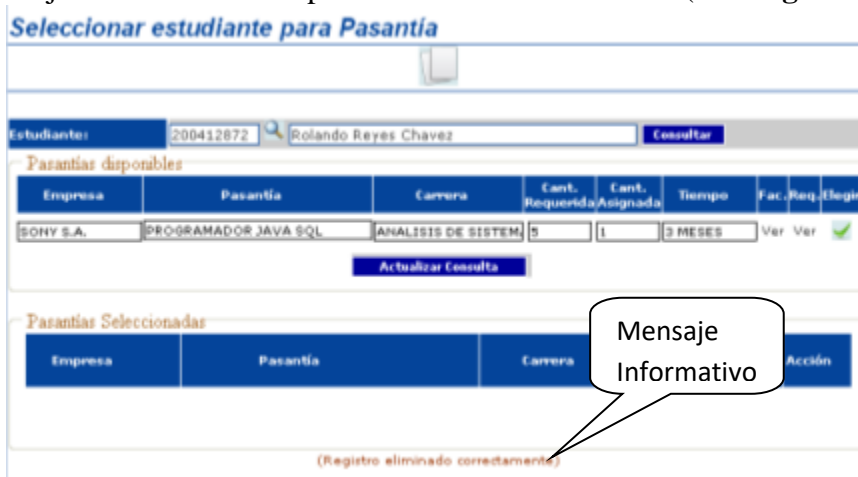 Seleccionar estudiante para Pasantía
Estudiante: 200412872 Rolando Reyes Chavez Consultar
Pasantías disponibles
Empresa Pasantía Carrera Cant. Requerida Cant. Asignada Tiempo Fac. Req. Elegir
SONY S.A. PROGRAMADOR JAVA SQL ANALISIS DE SISTEMA 5 1 3 MESES Ver Ver
Actualizar Consulta
Pasantías Seleccionadas
Empresa Pasantía Carrera Acción
Mensaje
Informativo
(Registro eliminado correctamente)